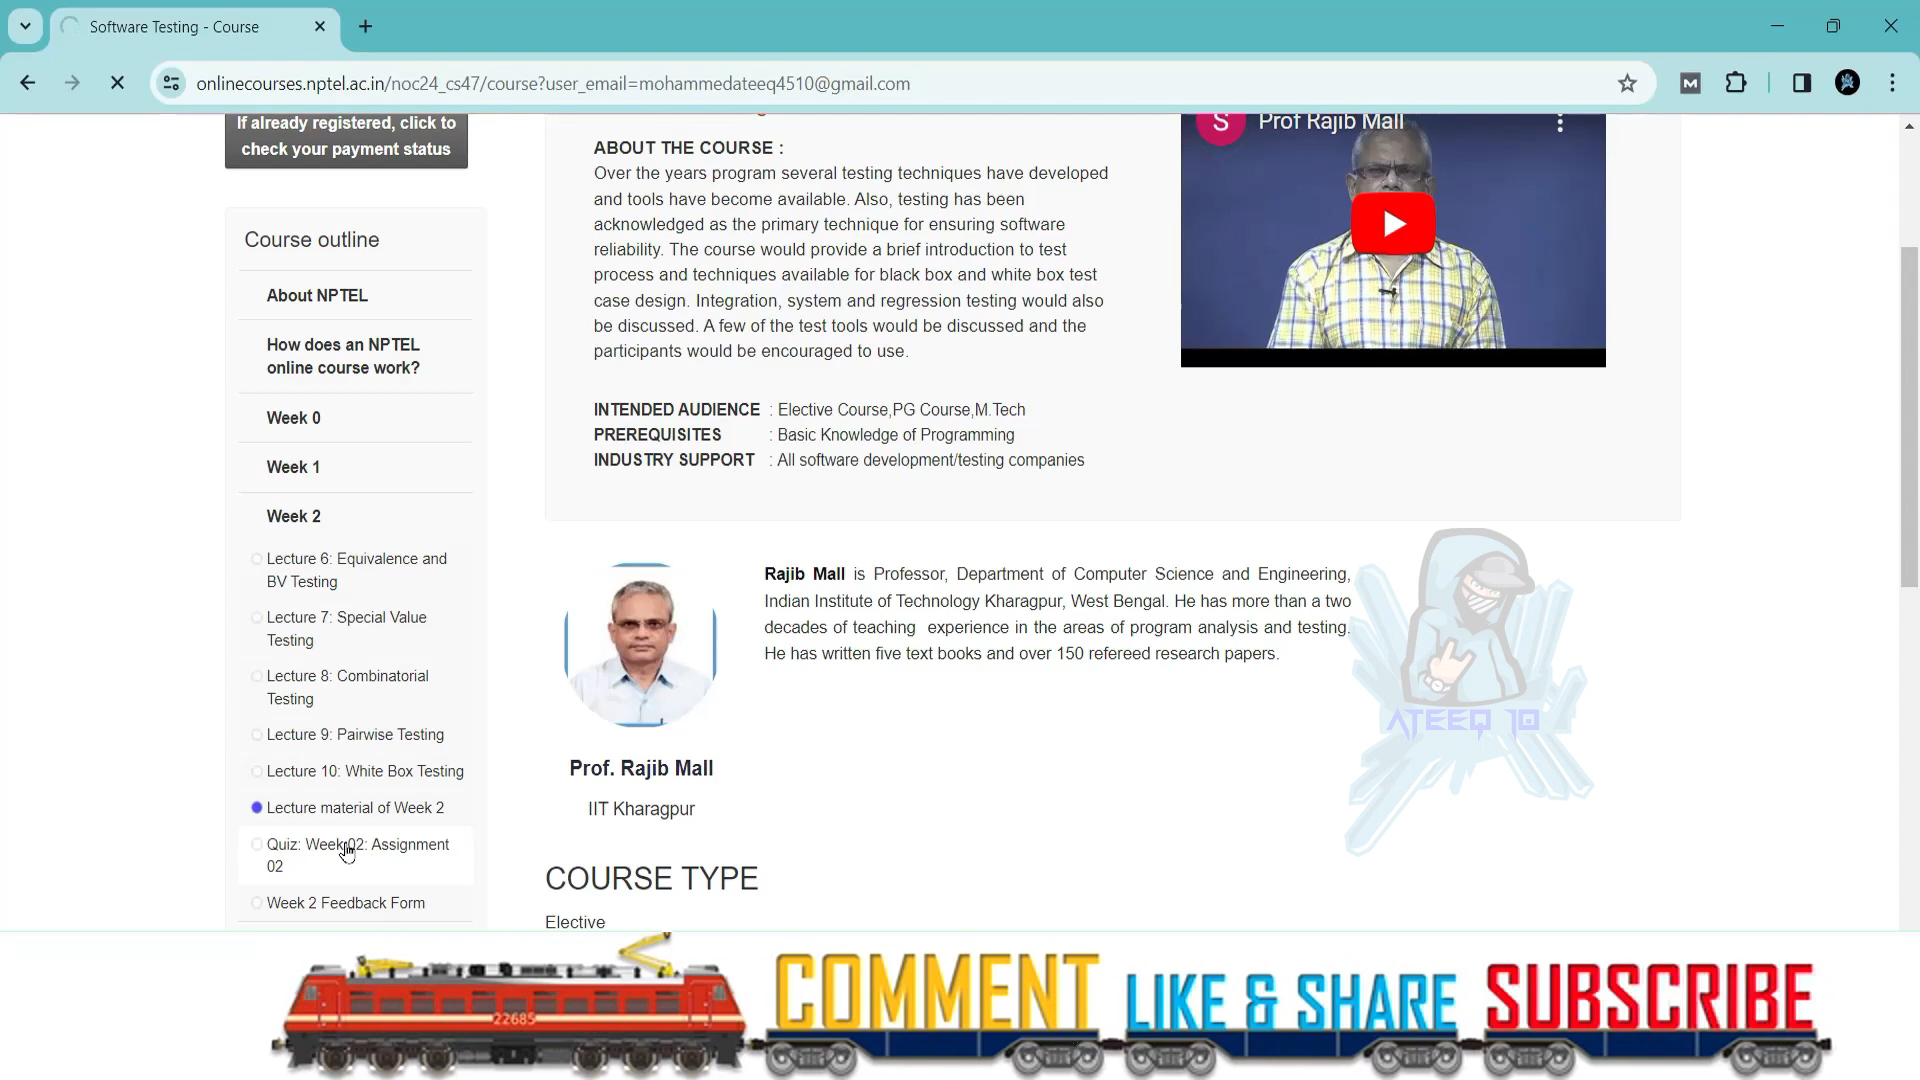 Software Testing - Course
onlinecourses.nptel.ac.in/noc24_cs47/course?user_email=mohammedateeq4510@gmail.com
M
If already registered, click to
check your payment status
Course outline
About NPTEL
How does an NPTEL
online course work?
Week 0
Week 1
Week 2
Lecture 6: Equivalence and
BV Testing
Lecture 7: Special Value
Testing
Lecture 8: Combinatorial
Testing
Lecture 9: Pairwise Testing
Lecture 10: White Box Testing
Lecture material of Week 2
Quiz: Week 02: Assignment
02
Week 2 Feedback Form
ABOUT THE COURSE :
Over the years program several testing techniques have developed
and tools have become available. Also, testing has been
acknowledged as the primary technique for ensuring software
reliability. The course would provide a brief introduction to test
process and techniques available for black box and white box test
case design. Integration, system and regression testing would also
be discussed. A few of the test tools would be discussed and the
participants would be encouraged to use.
INTENDED AUDIENCE : Elective Course,PG Course,M.Tech
PREREQUISITES : Basic Knowledge of Programming
INDUSTRY SUPPORT : All software development/testing companies
S Prof Rajib Mall
Rajib Mall is Professor, Department of Computer Science and Engineering,
Indian Institute of Technology Kharagpur, West Bengal. He has more than a two
decades of teaching experience in the areas of program analysis and testing.
He has written five text books and over 150 refereed research papers.
Prof. Rajib Mall
IIT Kharagpur
ATEEQ 10
COURSE TYPE
Elective
22685
COMMENT LIKE & SHARE SUBSCRIBE